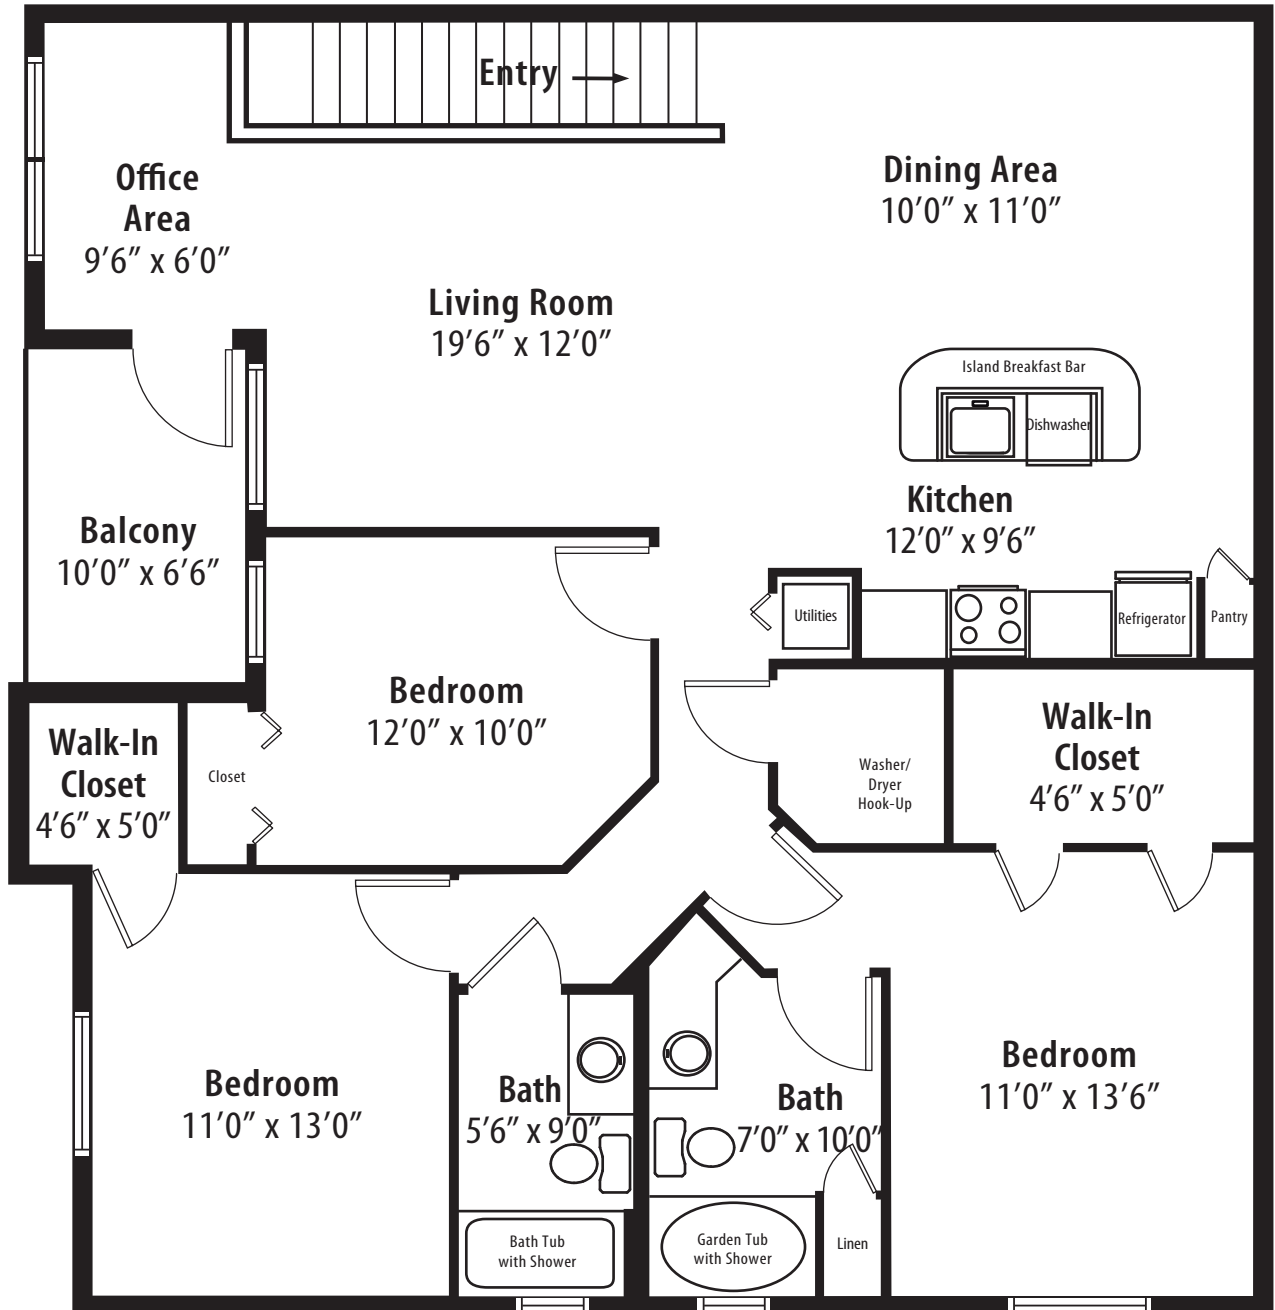 Entry
Office
Area
9′6″ x 6′0″
Dining Area
10′0″ x 11′0″
Living Room
19′6″ x 12′0″
Island Breakfast Bar
Dishwasher
Kitchen
12′0″ x 9′6″
Balcony
10′0″ x 6′6″
Utilities
Refrigerator
Pantry
Bedroom
12′0″ x 10′0″
Walk-In
Closet
4′6″ x 5′0″
Closet
Washer/
Dryer
Hook-Up
Walk-In
Closet
4′6″ x 5′0″
Bedroom
11′0″ x 13′0″
Bath
5′6″ x 9′0″
Bath
7′0″ x 10′0″
Bedroom
11′0″ x 13′6″
Bath Tub
with Shower
Garden Tub
with Shower
Linen